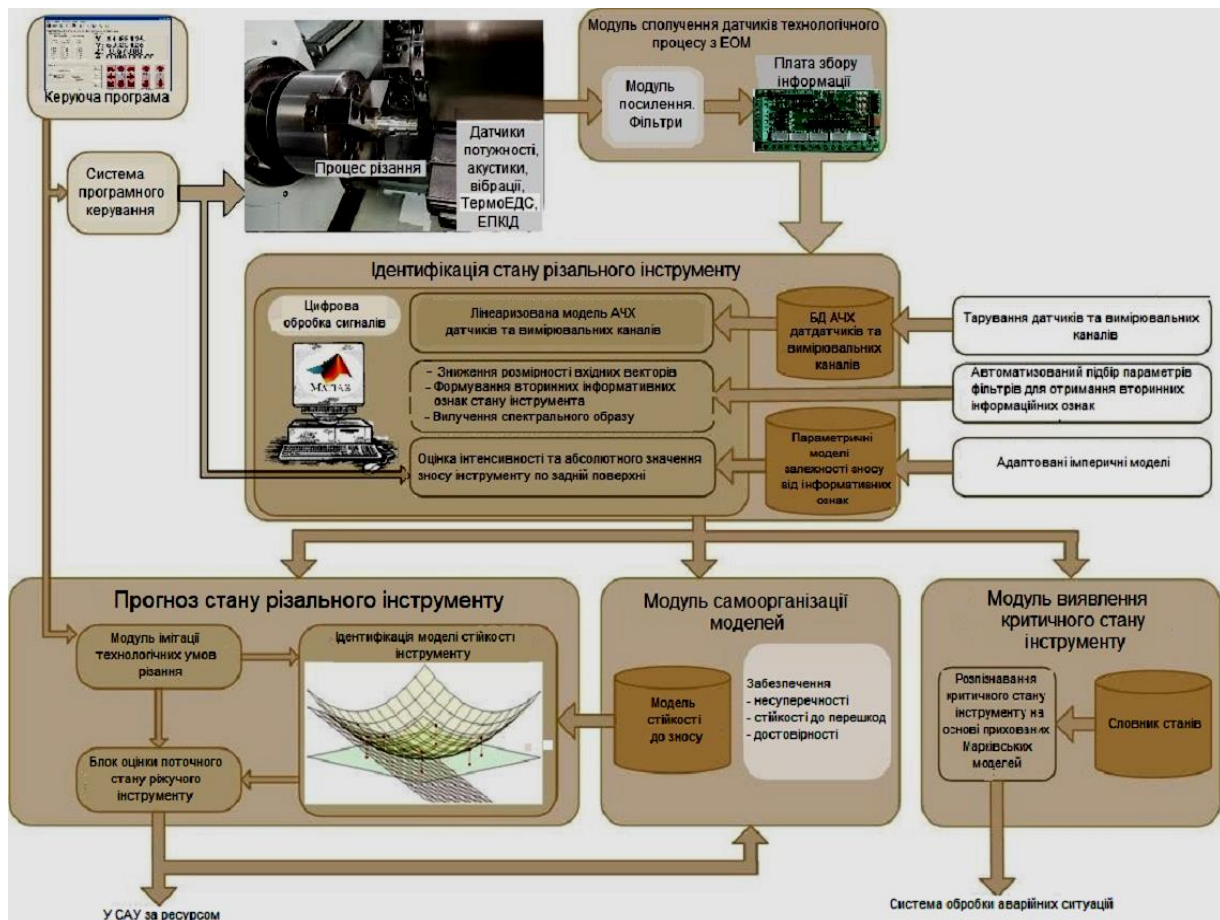 Керуюча програма
Система
програмного
керування
Процес різання
Датчики
потужності,
акустики,
вібрації,
ТермоЕДС,
ЕПКІД
Модуль сполучення датчиків технологічного
процесу з ЕОМ
Модуль
посилення.
Фільтри
Плата збору
інформації
Ідентифікація стану різального інструменту
Цифрова
обробка сигналів
Лінеаризована модель АЧХ
датчиків та вимірювальних каналів
БД АЧХ
датдатчиків та
вимірювальних
каналів
Тарування датчиків та вимірювальних
каналів
– Зниження розмірності вхідних векторів
– Формування вторинних інформативних
ознак стану інструмента
– Вилучення спектрального образу
Автоматизований підбір параметрів
фільтрів для отримання вторинних
інформаційних ознак
Оцінка інтенсивності та абсолютного значення
зносу інструменту по задній поверхні
Параметричні
моделі
залежності зносу
від інформативних
ознак
Адаптовані імперичні моделі
Прогноз стану різального інструменту
Модуль імітації
технологічних умов
різання
Ідентифікація моделі стійкості
інструменту
Блок оцінки поточного
стану ріжучого
інструменту
Модуль самоорганізації
моделей
Модель
стійкості
до зносу
Забезпечення
- несуперечності
- стійкості до перешкод
- достовірності
Модуль виявлення
критичного стану
інструменту
Розпізнавання
критичного стану
інструменту на
основі прихованих
Марківських
моделей
Словник станів
У САУ за ресурсом
Система обробки аварійних ситуацій